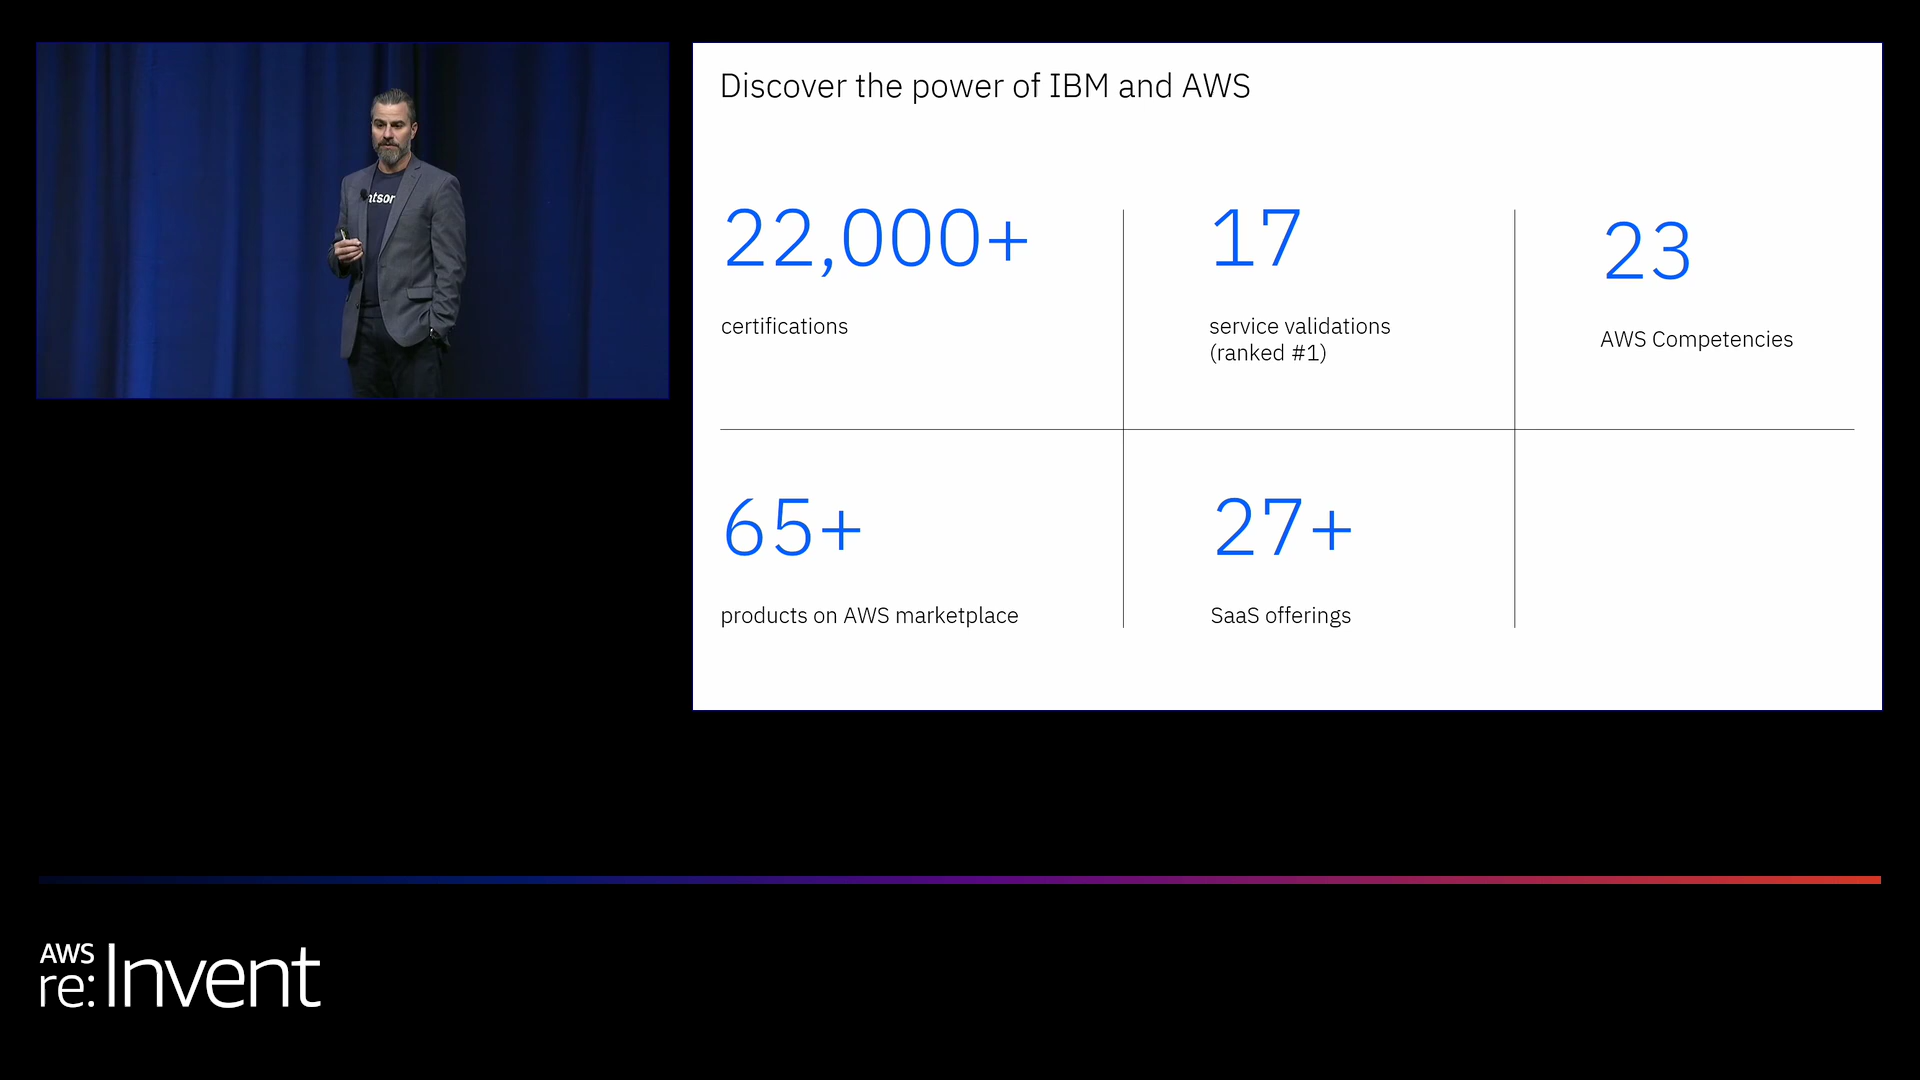 Discover the power of IBM and AWS
22,000+
certifications
17
service validations
(ranked #1)
23
AWS Competencies
65+
products on AWS marketplace
27+
SaaS offerings
AWS
re:Invent